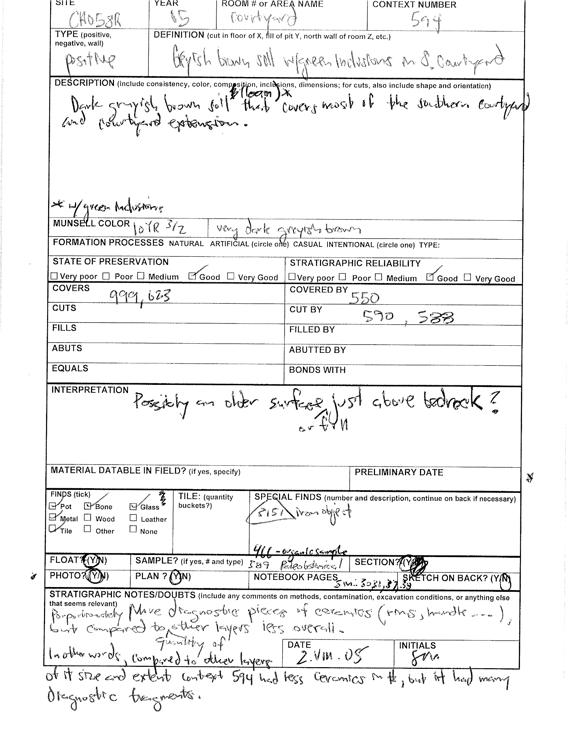 SITE YEAR ROOM # or AREA NAME CONTEXT NUMBER
CH05SR 05 courtyard 594
TYPE (positive, negative, wall) DEFINITION (cut in floor of X, fill of pit Y, north wall of room Z, etc.)
positive Greyish brown soil w/green inclusions in S. Courtyard
DESCRIPTION (include consistency, color, composition, inclusions, dimensions; for cuts, also include shape and orientation)
(loam)*
Dark greyish brown soil that covers most of the southern courtyard
and courtyard extension.
* w/ green inclusions
MUNSELL COLOR 10YR 3/2 very dark greyish brown
FORMATION PROCESSES NATURAL ARTIFICIAL (circle one) CASUAL INTENTIONAL (circle one) TYPE:
STATE OF PRESERVATION STRATIGRAPHIC RELIABILITY
Very poor Poor Medium Good Very Good Very poor Poor Medium Good Very Good
COVERS 999, 623 COVERED BY 550
CUTS CUT BY 590, 588
FILLS FILLED BY
ABUTS ABUTTED BY
EQUALS BONDS WITH
INTERPRETATION Possibly an older surface just above bedrock?
or fill
MATERIAL DATABLE IN FIELD? (if yes, specify) PRELIMINARY DATE
FINDS (tick) TILE: (quantity buckets?) SPECIAL FINDS (number and description, continue on back if necessary)
Pot Bone Glass 8151 iron object
Metal Wood Leather
Tile Other None
466 - organic sample
FLOAT? (Y/N) SAMPLE? (if yes, # and type) 389 Paleobotanical SECTION? (Y/N)
PHOTO? (Y/N) PLAN? (Y/N) NOTEBOOK PAGES SKETCH ON BACK? (Y/N)
STRATIGRAPHIC NOTES/DOUBTS (include any comments on methods, contamination, excavation conditions, or anything else
that seems relevant)
Proportionately More diagnostic pieces of ceramics (rims, handle ...),
but compared to other layers less overall.
quantity of
In other words, compared to other layers DATE 2.VIII.05 INITIALS
of it size and extent context 594 had less ceramics in #, but it had many
diagnostic fragments.